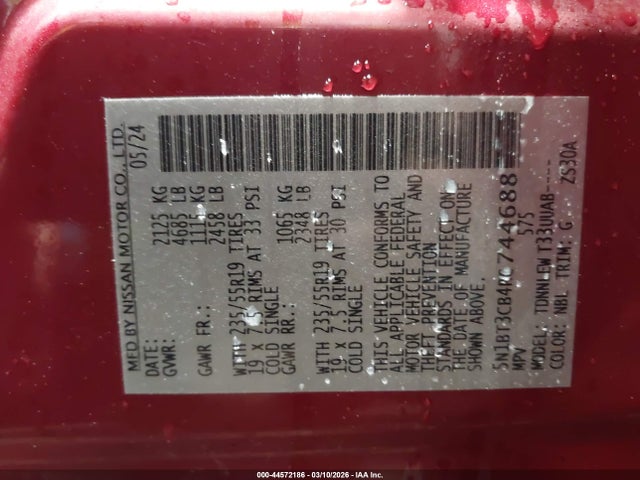 MFD BY NISSAN MOTOR CO., LTD.
DATE: 05/24
GVWR: 2125 KG
4685 LB
GAWR FR.: 1115 KG
2458 LB
WITH 235/55R19 TIRES
19 x 7.5 RIMS AT 33 PSI
COLD SINGLE
GAWR RR.: 1065 KG
2348 LB
WITH 235/55R19 TIRES
19 x 7.5 RIMS AT 30 PSI
COLD SINGLE
THIS VEHICLE CONFORMS TO
ALL APPLICABLE FEDERAL
MOTOR VEHICLE SAFETY AND
THEFT PREVENTION
STANDARDS IN EFFECT ON
THE DATE OF MANUFACTURE
SHOWN ABOVE.
MPV 575
MODEL: TDNNLEW T33UUAB----
COLOR: NBL TRIM: G ZS30A
000-44572186 - 03/10/2026 - IAA Inc.